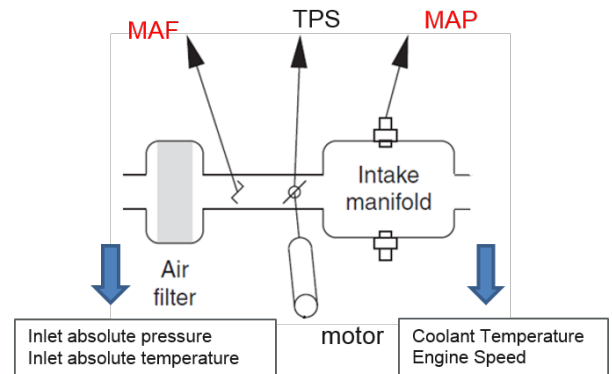 MAF
TPS
MAP
Intake
manifold
Air
filter
motor
Inlet absolute pressure
Inlet absolute temperature
Coolant Temperature
Engine Speed